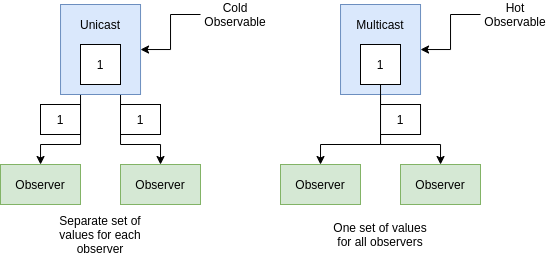 Unicast
1
Cold
Observable
1
1
Observer
Observer
Separate set of
values for each
observer
Multicast
1
Hot
Observable
1
Observer
Observer
One set of values
for all observers